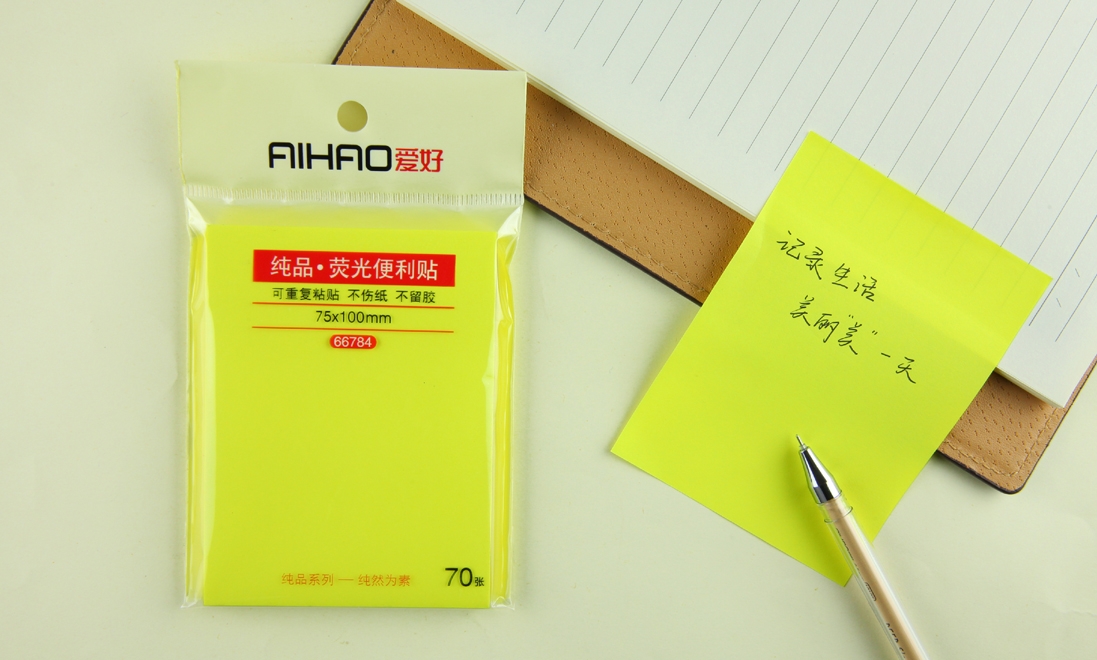 AIHAO爱好
纯品·荧光便利贴
可重复粘贴 不伤纸 不留胶
75x100mm
66784
纯品系列 — 纯然为素
70张
记录生活
美丽“美”一天